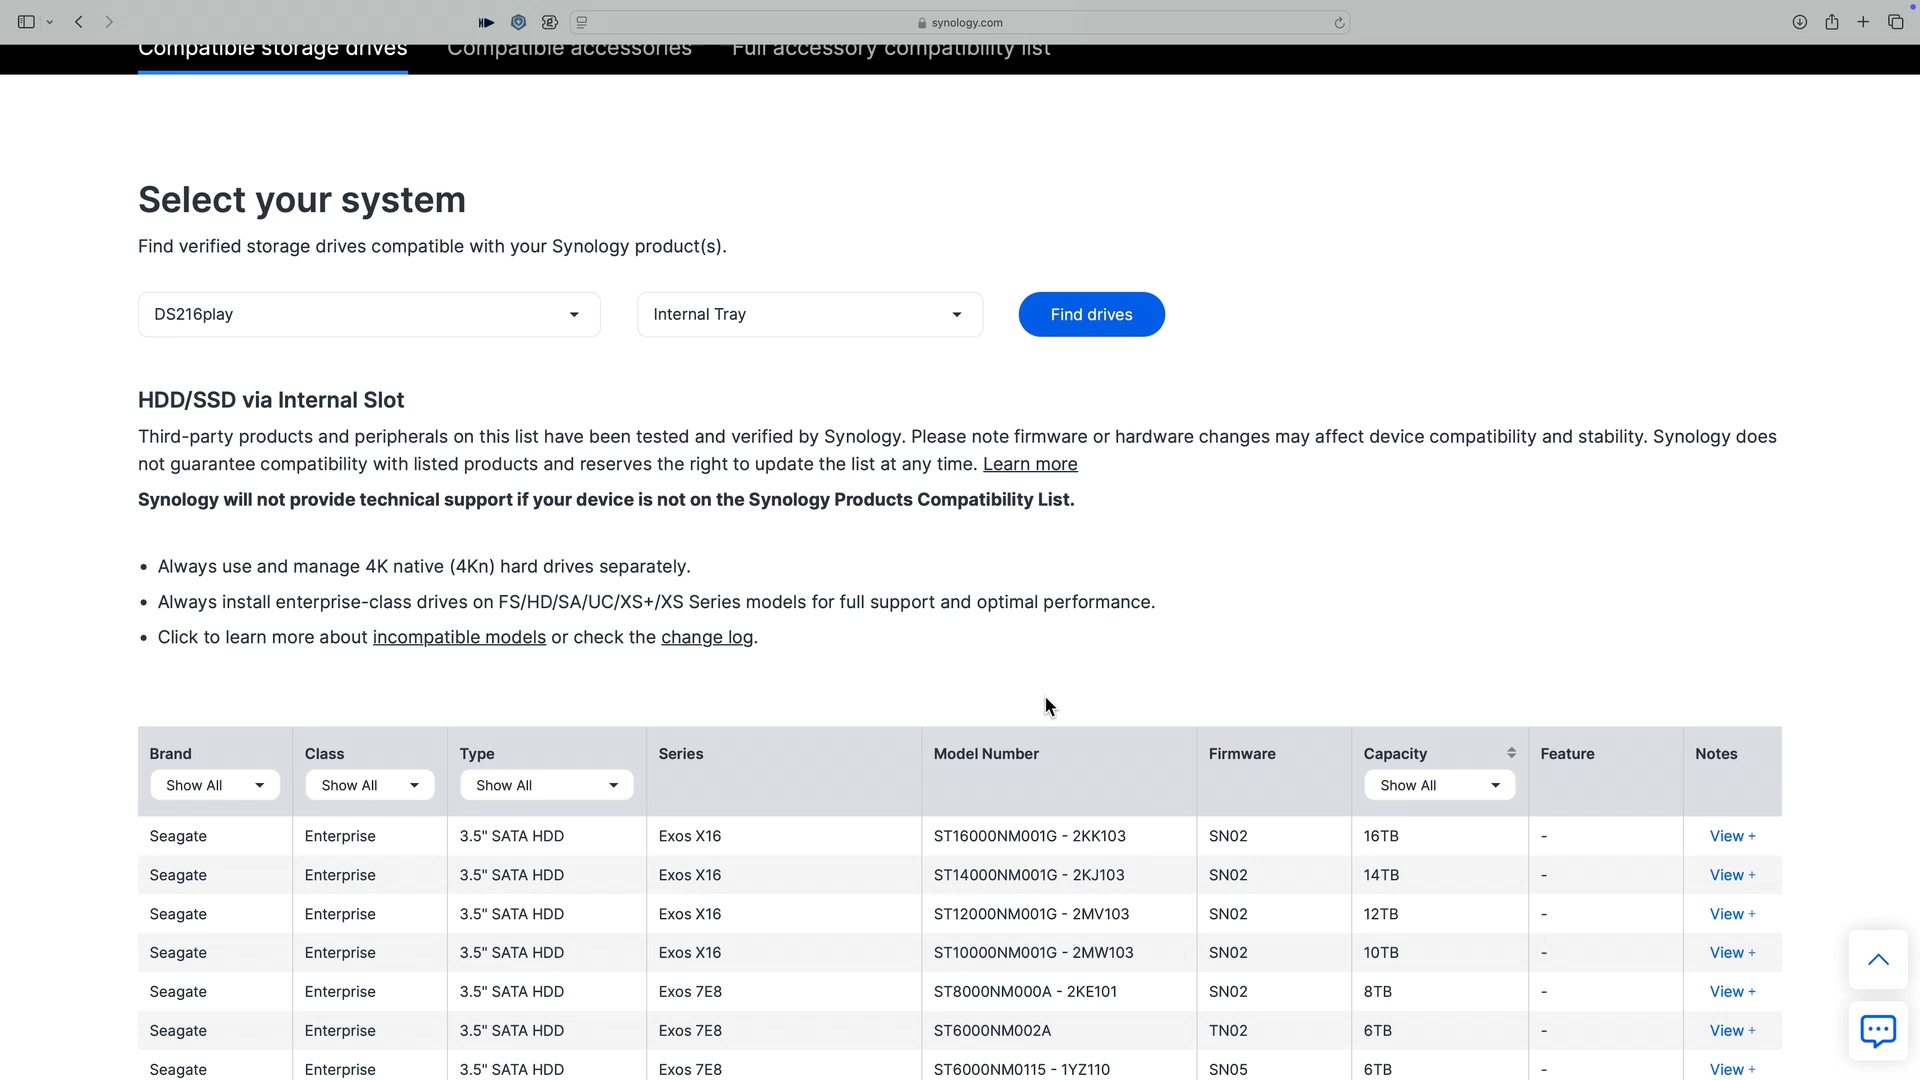 synology.com
Compatible storage drives Compatible accessories Full accessory compatibility list
Select your system
Find verified storage drives compatible with your Synology product(s).
DS216play Internal Tray Find drives
HDD/SSD via Internal Slot
Third-party products and peripherals on this list have been tested and verified by Synology. Please note firmware or hardware changes may affect device compatibility and stability. Synology does
not guarantee compatibility with listed products and reserves the right to update the list at any time. Learn more
Synology will not provide technical support if your device is not on the Synology Products Compatibility List.
• Always use and manage 4K native (4Kn) hard drives separately.
• Always install enterprise-class drives on FS/HD/SA/UC/XS+/XS Series models for full support and optimal performance.
• Click to learn more about incompatible models or check the change log.
Brand Class Type Series Model Number Firmware Capacity Feature Notes
Show All Show All Show All Show All
Seagate Enterprise 3.5" SATA HDD Exos X16 ST16000NM001G - 2KK103 SN02 16TB - View +
Seagate Enterprise 3.5" SATA HDD Exos X16 ST14000NM001G - 2KJ103 SN02 14TB - View +
Seagate Enterprise 3.5" SATA HDD Exos X16 ST12000NM001G - 2MV103 SN02 12TB - View +
Seagate Enterprise 3.5" SATA HDD Exos X16 ST10000NM001G - 2MW103 SN02 10TB - View +
Seagate Enterprise 3.5" SATA HDD Exos 7E8 ST8000NM000A - 2KE101 SN02 8TB - View +
Seagate Enterprise 3.5" SATA HDD Exos 7E8 ST6000NM002A TN02 6TB - View +
Seagate Enterprise 3.5" SATA HDD Exos 7E8 ST6000NM0115 - 1YZ110 SN05 6TB - View +